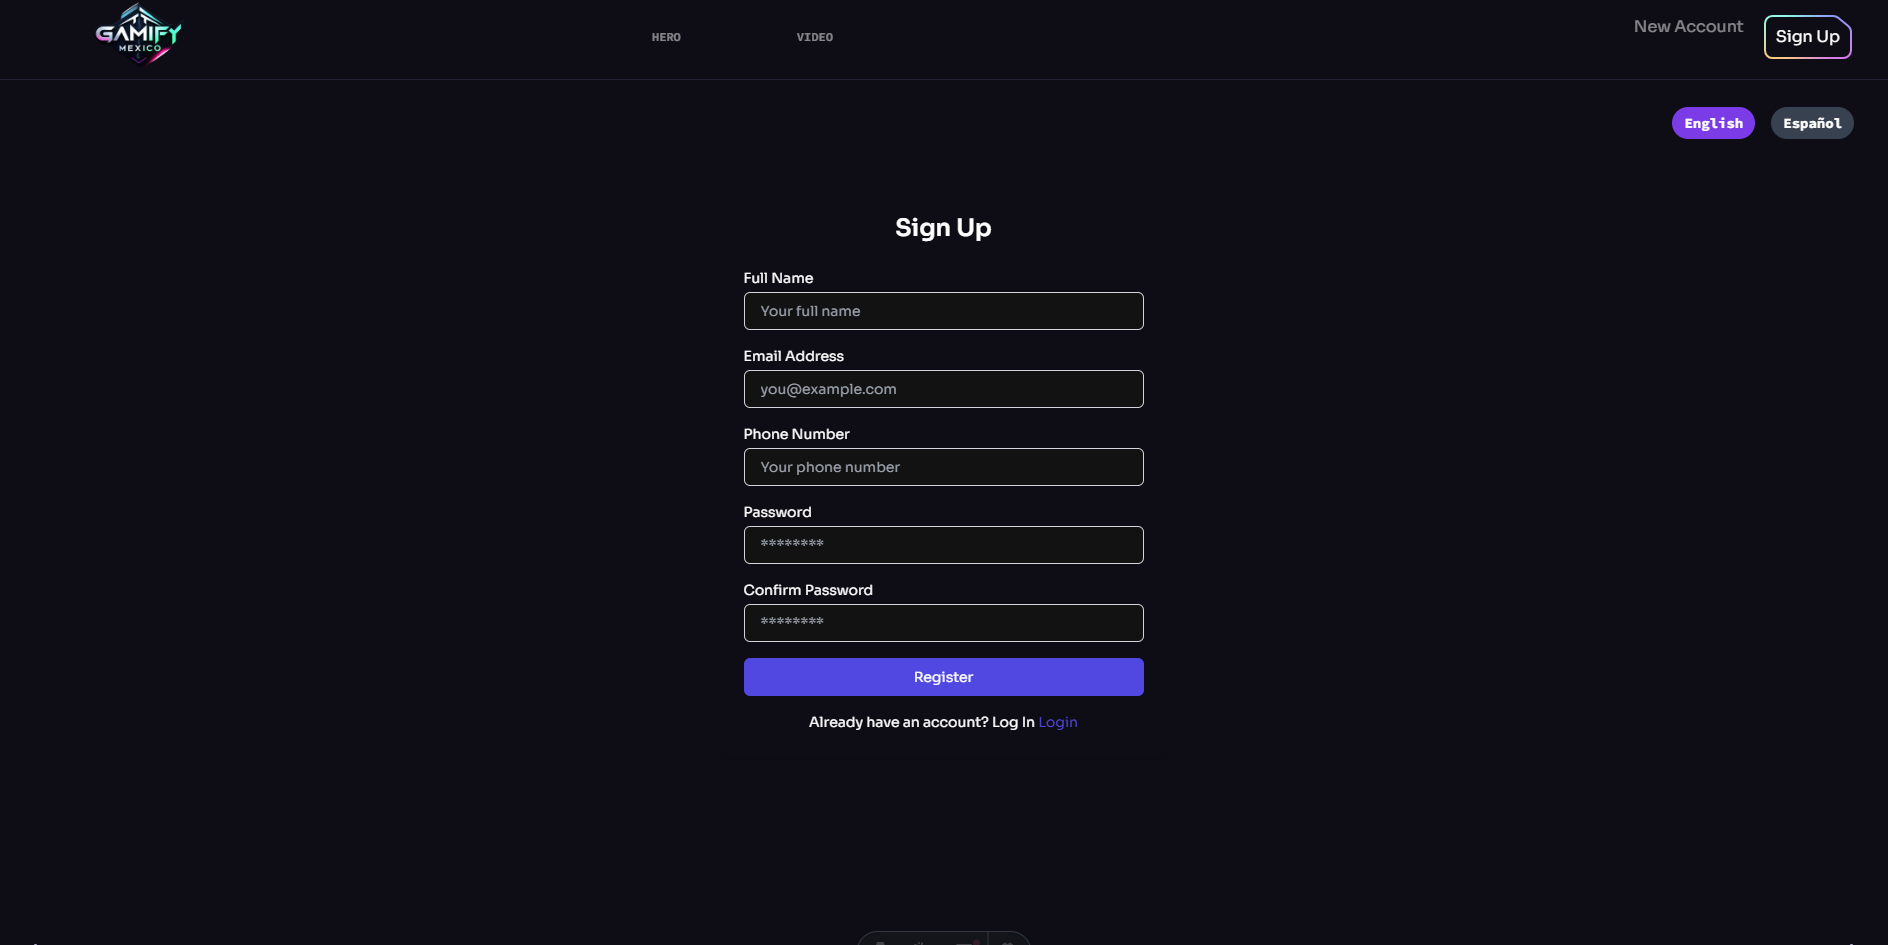 GAMIFY
MEXICO
HERO
VIDEO
New Account
Sign Up
English
Español
Sign Up
Full Name
Your full name
Email Address
you@example.com
Phone Number
Your phone number
Password
********
Confirm Password
********
Register
Already have an account? Log In Login